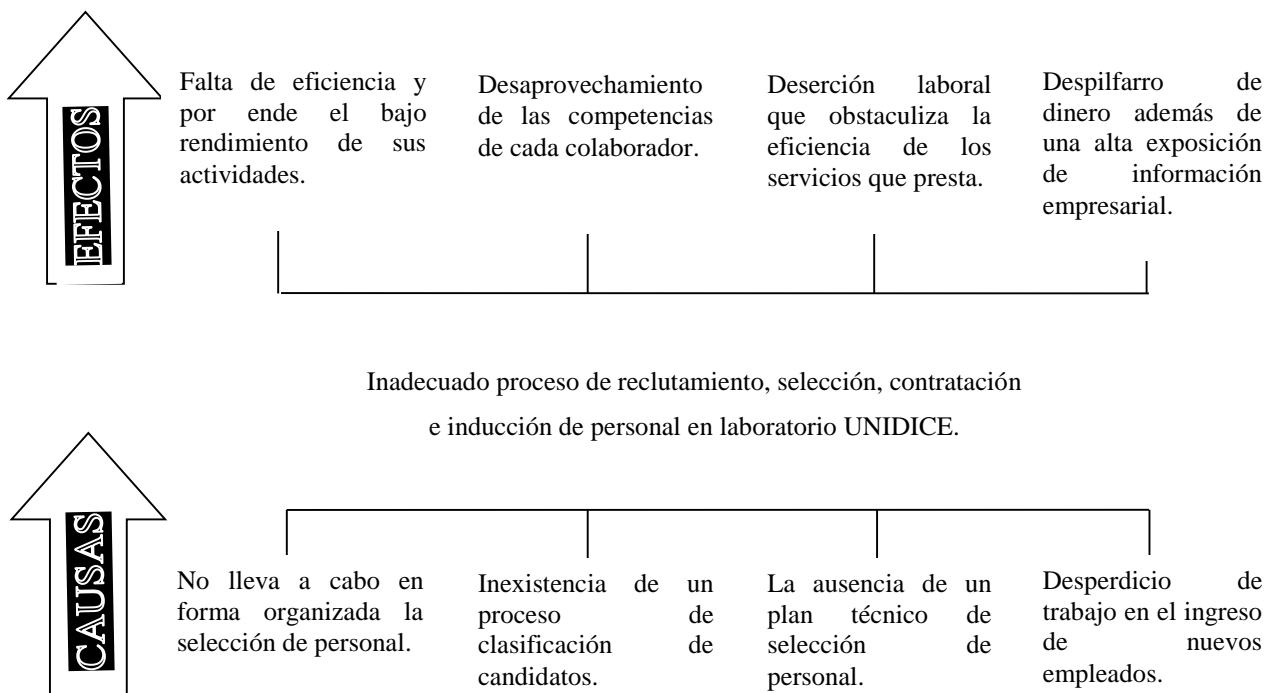 EFECTOS
Falta de eficiencia y
por ende el bajo
rendimiento de sus
actividades.
Desaprovechamiento
de las competencias
de cada colaborador.
Deserción laboral
que obstaculiza la
eficiencia de los
servicios que presta.
Despilfarro de
dinero además de
una alta exposición
de información
empresarial.
Inadecuado proceso de reclutamiento, selección, contratación
e inducción de personal en laboratorio UNIDICE.
CAUSAS
No lleva a cabo en
forma organizada la
selección de personal.
Inexistencia de un
proceso de
clasificación de
candidatos.
La ausencia de un
plan técnico de
selección de
personal.
Desperdicio de
trabajo en el ingreso
de nuevos
empleados.